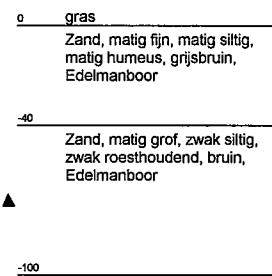 0 gras
Zand, matig fijn, matig siltig,
matig humeus, grijsbruin,
Edelmanboor
-40
Zand, matig grof, zwak siltig,
zwak roesthoudend, bruin,
Edelmanboor
-100